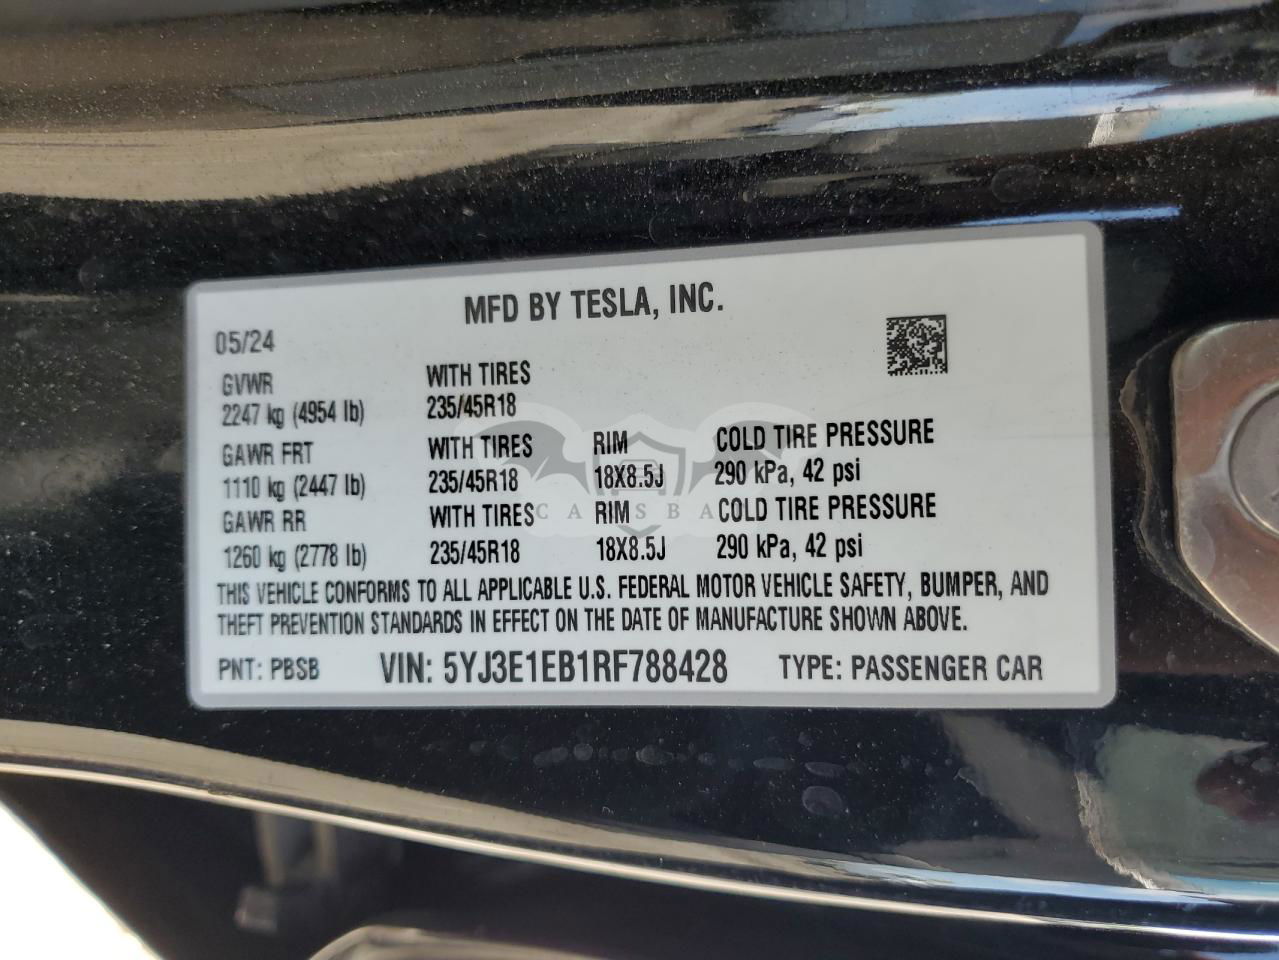 MFD BY TESLA, INC.
05/24
GVWR WITH TIRES
2247 kg (4954 lb) 235/45R18
GAWR FRT WITH TIRES RIM COLD TIRE PRESSURE
1110 kg (2447 lb) 235/45R18 18X8.5J 290 kPa, 42 psi
GAWR RR WITH TIRES RIM COLD TIRE PRESSURE
1260 kg (2778 lb) 235/45R18 18X8.5J 290 kPa, 42 psi
THIS VEHICLE CONFORMS TO ALL APPLICABLE U.S. FEDERAL MOTOR VEHICLE SAFETY, BUMPER, AND
THEFT PREVENTION STANDARDS IN EFFECT ON THE DATE OF MANUFACTURE SHOWN ABOVE.
PNT: PBSB VIN: 5YJ3E1EB1RF788428 TYPE: PASSENGER CAR